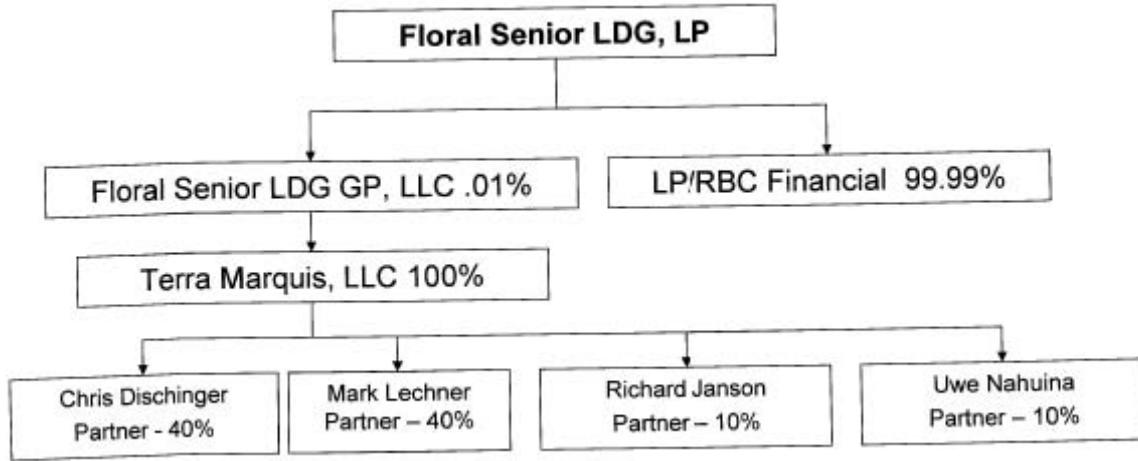 Floral Senior LDG, LP
Floral Senior LDG GP, LLC .01%
LP/RBC Financial 99.99%
Terra Marquis, LLC 100%
Chris Dischinger
Partner - 40%
Mark Lechner
Partner – 40%
Richard Janson
Partner – 10%
Uwe Nahuina
Partner – 10%